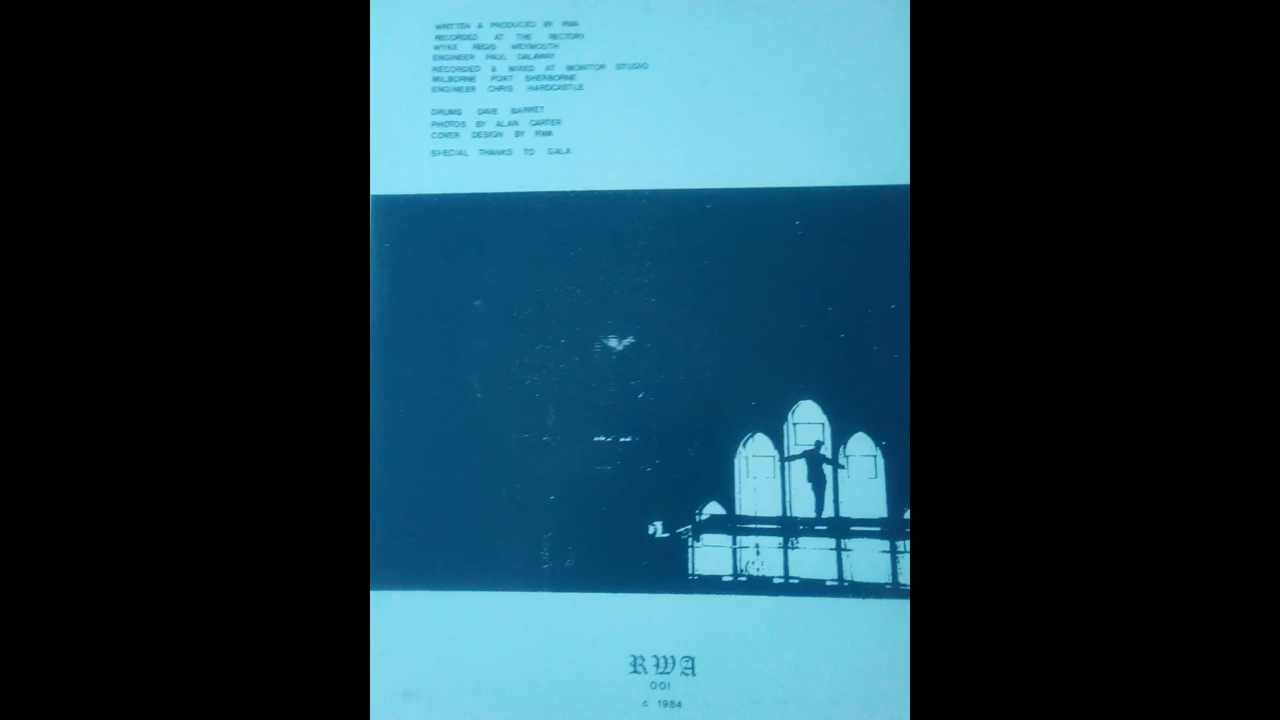 WRITTEN & PRODUCED BY RWA
RECORDED AT THE RECTORY
WYKE REGIS WEYMOUTH
ENGINEER PAUL DALAWAY
RECORDED & MIXED AT MONITOR STUDIO
MILBORNE PORT SHERBORNE
ENGINEER CHRIS HARDCASTLE
DRUMS DAVE BARRET
PHOTOS BY ALAN CARTER
COVER DESIGN BY RWA
SPECIAL THANKS TO GALA
RWA
001
c 1984